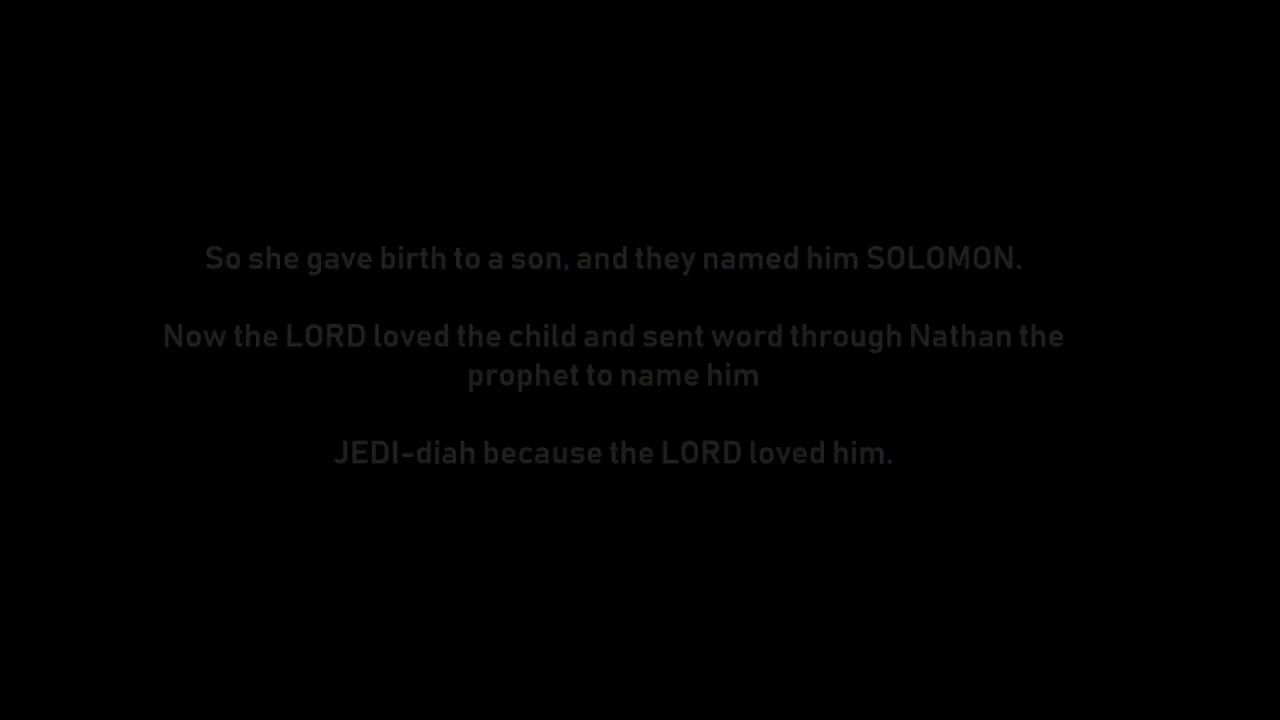 So she gave birth to a son, and they named him SOLOMON.
Now the LORD loved the child and sent word through Nathan the
prophet to name him
JEDI-diah because the LORD loved him.